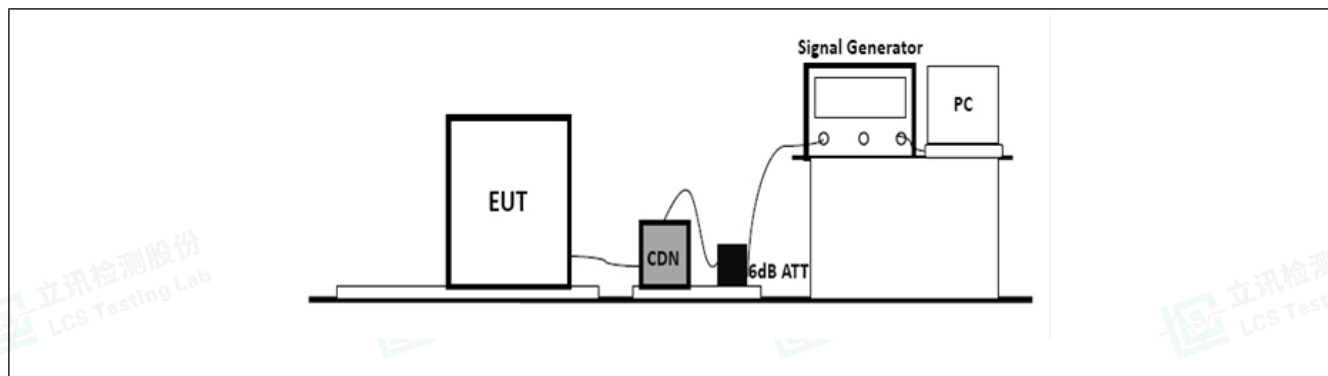 Signal Generator
PC
EUT
CDN
6dB ATT
立讯检测股份
LCS Testing Lab
立讯检测
LCS Testi